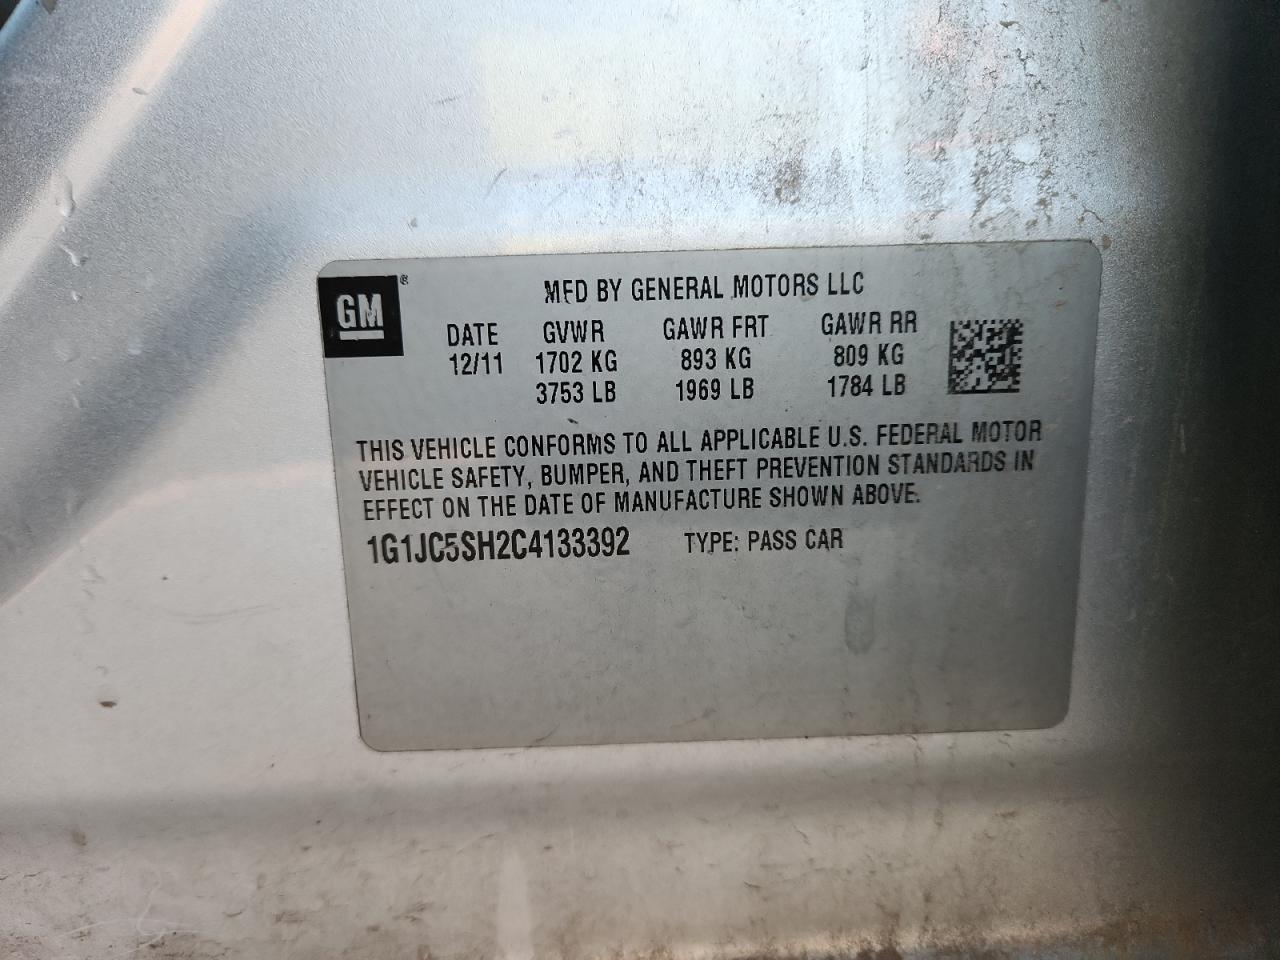 GM®
MFD BY GENERAL MOTORS LLC
DATE GVWR GAWR FRT GAWR RR
12/11 1702 KG 893 KG 809 KG
3753 LB 1969 LB 1784 LB
THIS VEHICLE CONFORMS TO ALL APPLICABLE U.S. FEDERAL MOTOR
VEHICLE SAFETY, BUMPER, AND THEFT PREVENTION STANDARDS IN
EFFECT ON THE DATE OF MANUFACTURE SHOWN ABOVE.
1G1JC5SH2C4133392 TYPE: PASS CAR